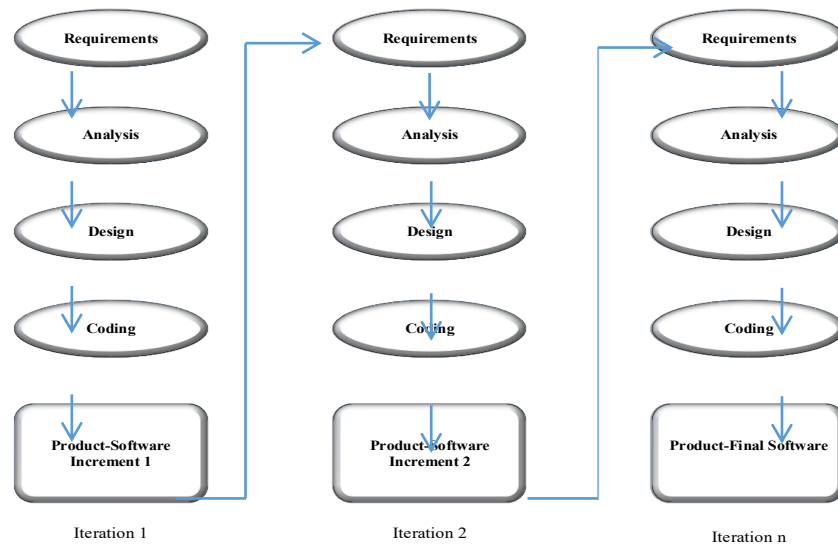 Requirements
Analysis
Design
Coding
Product-Software
Increment 1
Iteration 1
Requirements
Analysis
Design
Coding
Product-Software
Increment 2
Iteration 2
Requirements
Analysis
Design
Coding
Product-Final Software
Iteration n